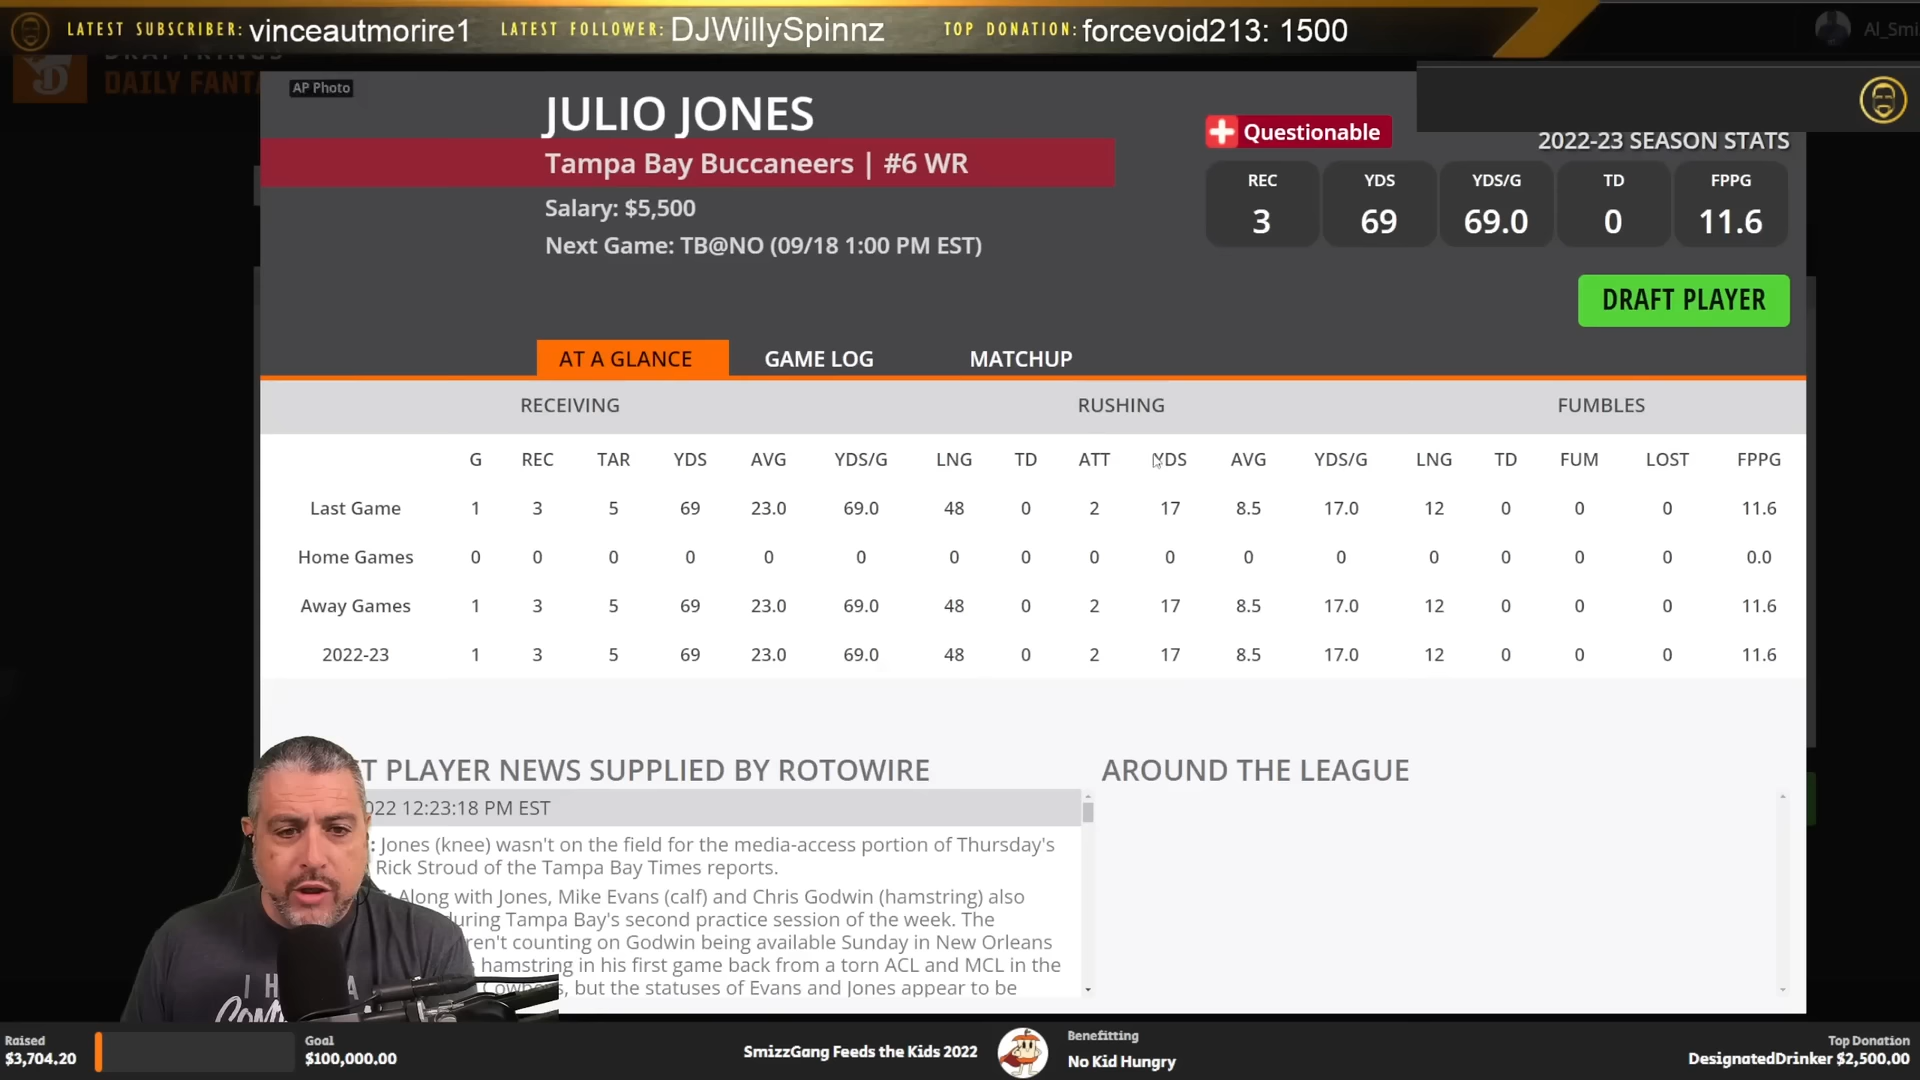 LATEST SUBSCRIBER: vinceautmorire1 LATEST FOLLOWER: DJWillySpinnz TOP DONATION: forcevoid213: 1500
DAILY FANTA
AP Photo
JULIO JONES
Tampa Bay Buccaneers | #6 WR
Salary: $5,500
Next Game: TB@NO (09/18 1:00 PM EST)
Questionable
2022-23 SEASON STATS
REC YDS YDS/G TD FPPG
3 69 69.0 0 11.6
DRAFT PLAYER
AT A GLANCE GAME LOG MATCHUP
RECEIVING RUSHING FUMBLES
G REC TAR YDS AVG YDS/G LNG TD ATT YDS AVG YDS/G LNG TD FUM LOST FPPG
Last Game 1 3 5 69 23.0 69.0 48 0 2 17 8.5 17.0 12 0 0 0 11.6
Home Games 0 0 0 0 0 0 0 0 0 0 0 0 0 0 0 0 0.0
Away Games 1 3 5 69 23.0 69.0 48 0 2 17 8.5 17.0 12 0 0 0 11.6
2022-23 1 3 5 69 23.0 69.0 48 0 2 17 8.5 17.0 12 0 0 0 11.6
T PLAYER NEWS SUPPLIED BY ROTOWIRE
022 12:23:18 PM EST
: Jones (knee) wasn't on the field for the media-access portion of Thursday's
Rick Stroud of the Tampa Bay Times reports.
: Along with Jones, Mike Evans (calf) and Chris Godwin (hamstring) also
during Tampa Bay's second practice session of the week. The
ren't counting on Godwin being available Sunday in New Orleans
hamstring in his first game back from a torn ACL and MCL in the
Cowboys, but the statuses of Evans and Jones appear to be
AROUND THE LEAGUE
Raised
$3,704.20
Goal
$100,000.00
SmizzGang Feeds the Kids 2022
Benefitting
No Kid Hungry
Top Donation
DesignatedDrinker $2,500.00